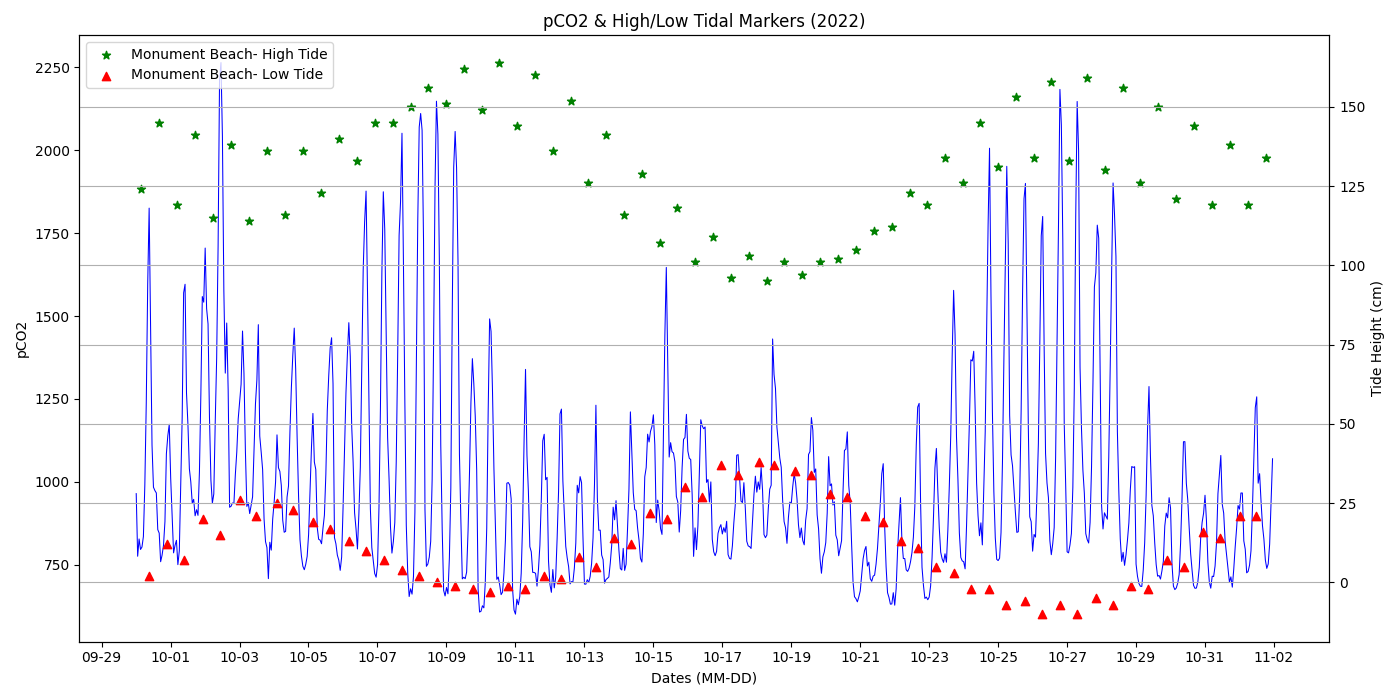 pCO2 & High/Low Tidal Markers (2022)
Monument Beach- High Tide
Monument Beach- Low Tide
2250
2000
1750
1500
1250
1000
750
pCO2
150
125
100
75
50
25
0
Tide Height (cm)
09-29 10-01 10-03 10-05 10-07 10-09 10-11 10-13 10-15 10-17 10-19 10-21 10-23 10-25 10-27 10-29 10-31 11-02
Dates (MM-DD)